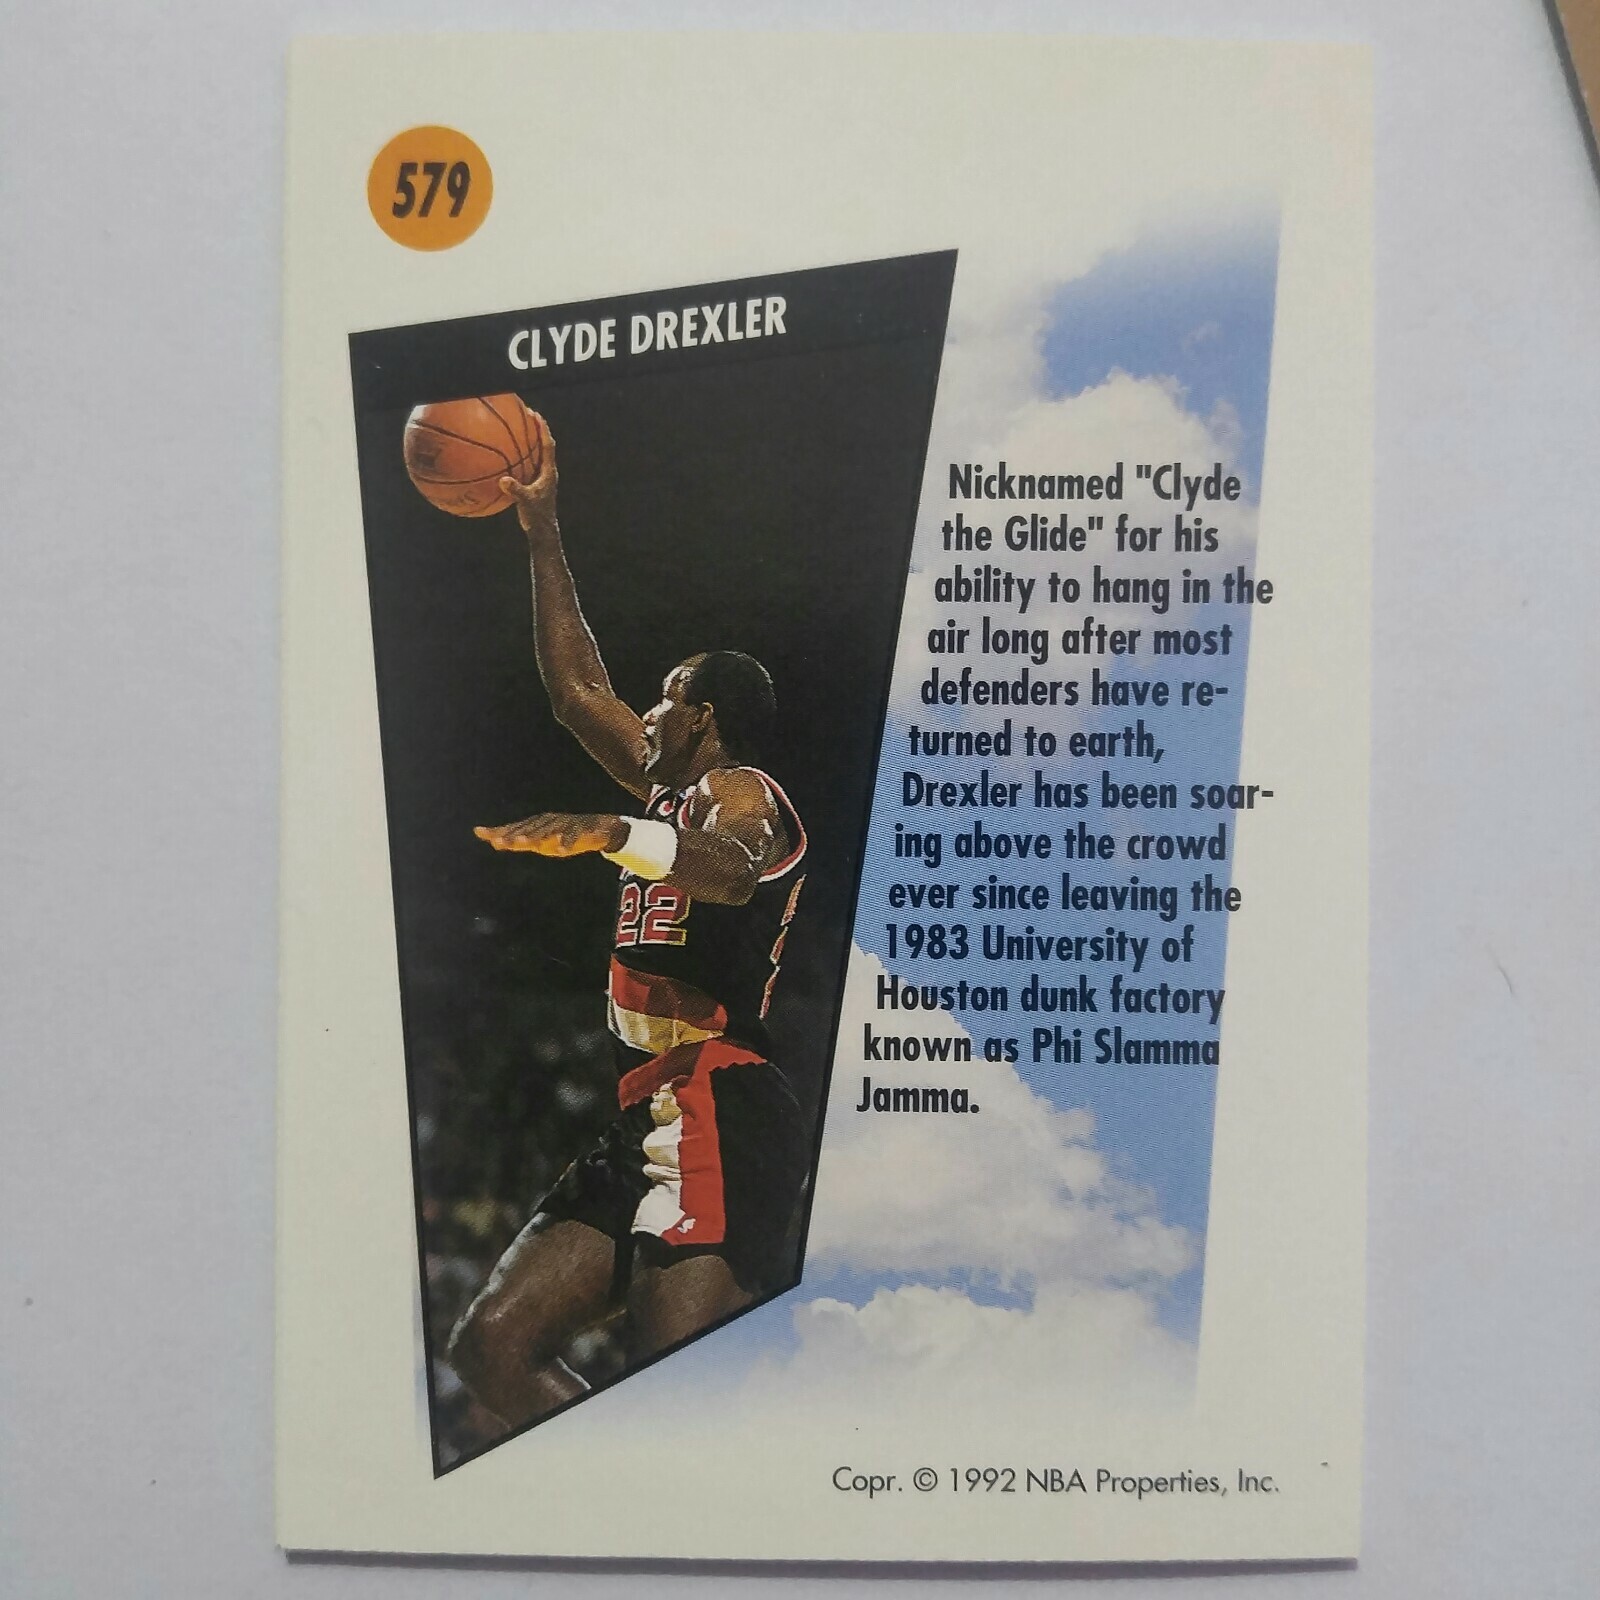 579
CLYDE DREXLER
22
Nicknamed "Clyde
the Glide" for his
ability to hang in the
air long after most
defenders have re-
turned to earth,
Drexler has been soar-
ing above the crowd
ever since leaving the
1983 University of
Houston dunk factory
known as Phi Slamma
Jamma.
Copr. © 1992 NBA Properties, Inc.